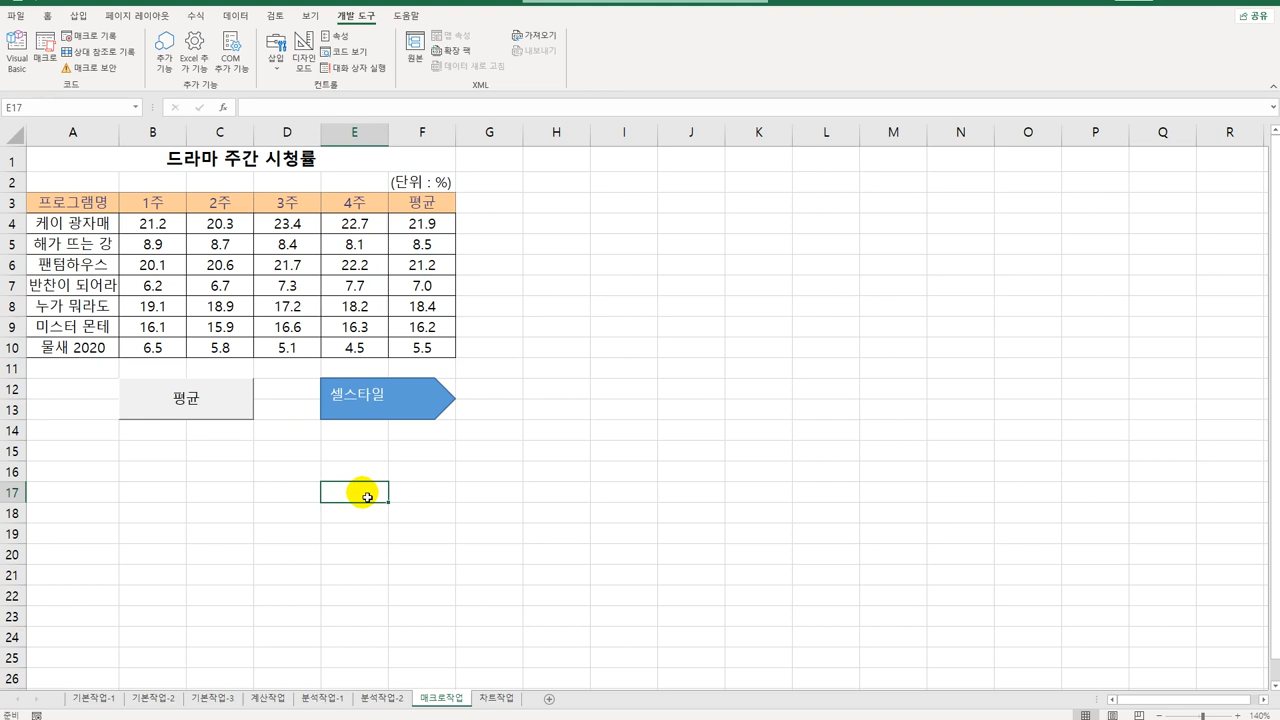 파일 홈 삽입 페이지 레이아웃 수식 데이터 검토 보기 개발 도구 도움말 공유
Visual Basic
매크로
매크로 기록
상대 참조로 기록
매크로 보안
코드
추가 기능
Excel 추가 기능
COM 추가 기능
추가 기능
삽입
디자인 모드
속성
코드 보기
대화 상자 실행
컨트롤
원본
맵 속성
확장 팩
데이터 새로 고침
가져오기
내보내기
XML
E17
fx
A B C D E F G H I J K L M N O P Q R
1 드라마 주간 시청률
2 (단위 : %)
3 프로그램명 1주 2주 3주 4주 평균
4 케이 광자매 21.2 20.3 23.4 22.7 21.9
5 해가 뜨는 강 8.9 8.7 8.4 8.1 8.5
6 팬텀하우스 20.1 20.6 21.7 22.2 21.2
7 반찬이 되어라 6.2 6.7 7.3 7.7 7.0
8 누가 뭐라도 19.1 18.9 17.2 18.2 18.4
9 미스터 몬테 16.1 15.9 16.6 16.3 16.2
10 물새 2020 6.5 5.8 5.1 4.5 5.5
11
12 평균 셀스타일
13
14
15
16
17
18
19
20
21
22
23
24
25
26
기본작업-1 기본작업-2 기본작업-3 계산작업 분석작업-1 분석작업-2 매크로작업 차트작업
준비 140%